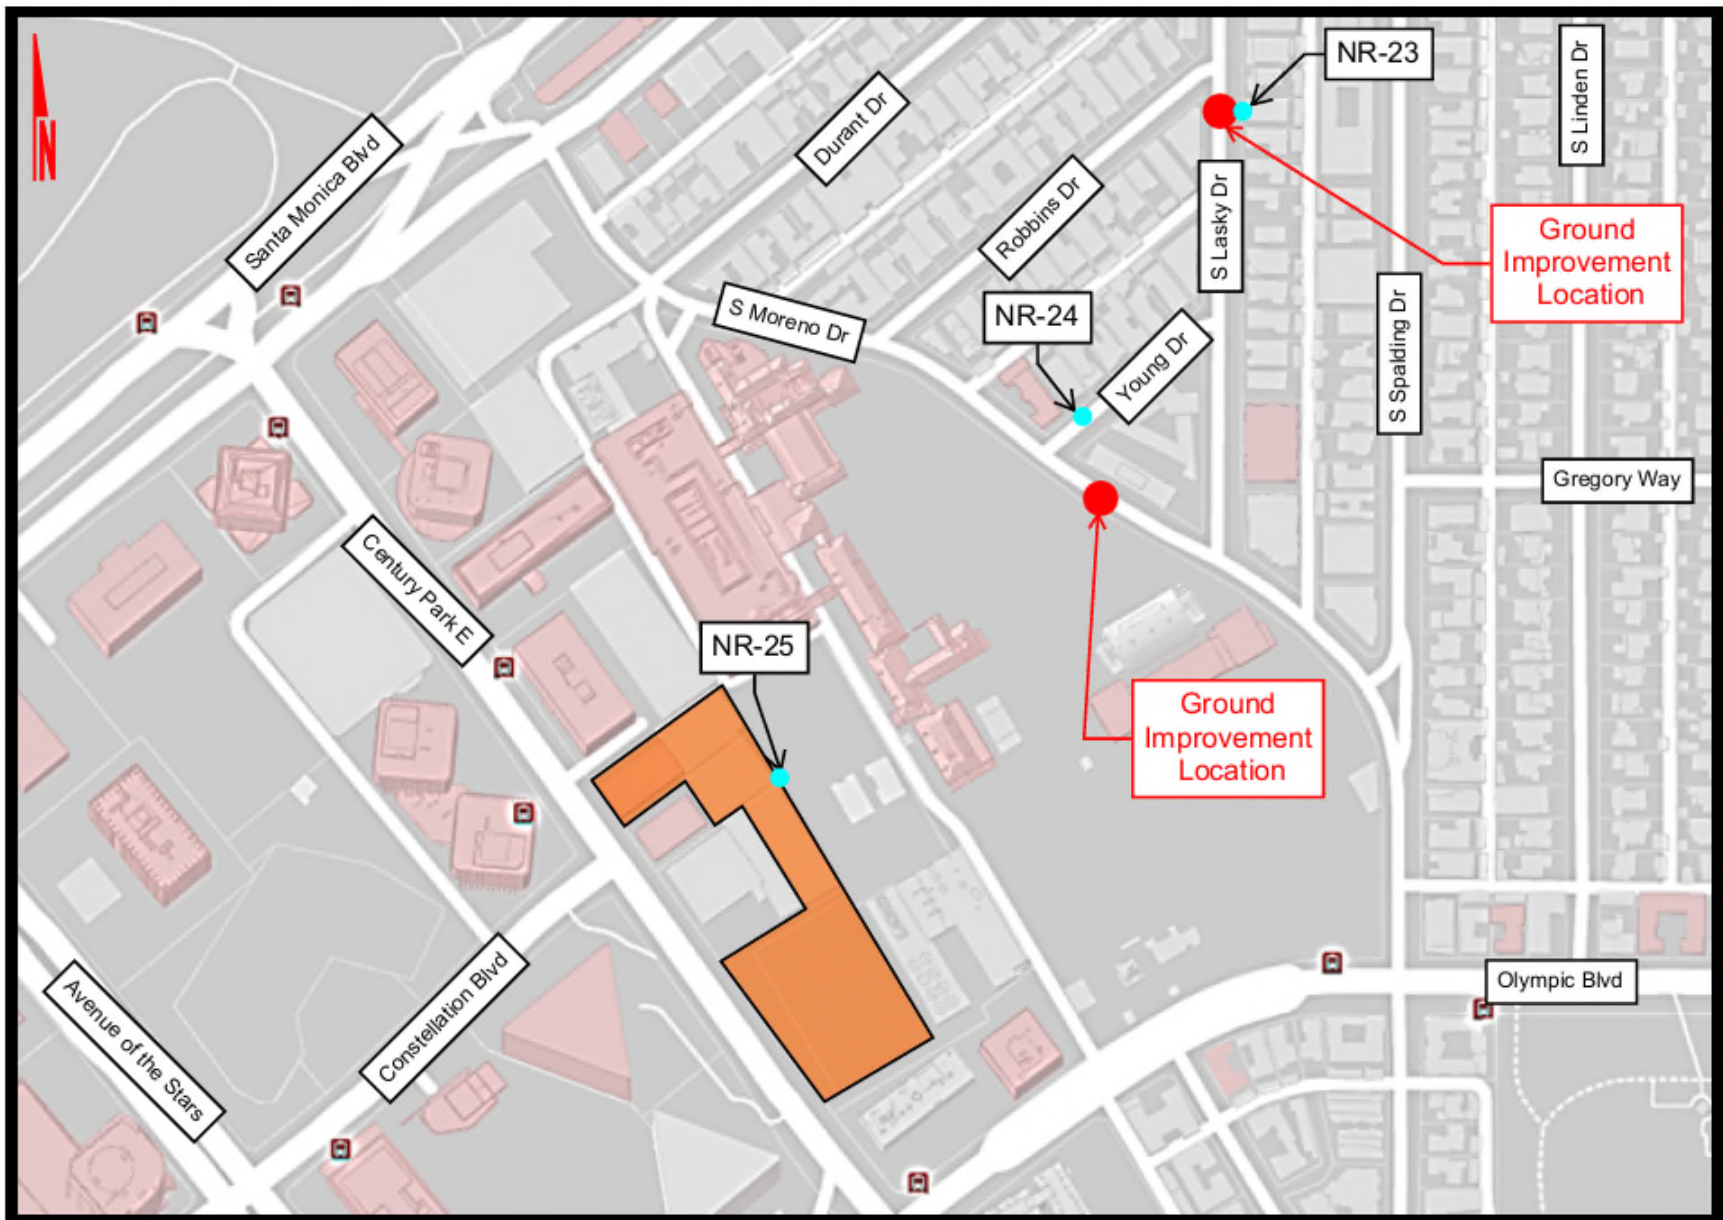 N
Santa Monica Blvd
Durant Dr
NR-23
S Linden Dr
Robbins Dr
S Lasky Dr
Ground
Improvement
Location
S Moreno Dr
NR-24
Young Dr
S Spalding Dr
Gregory Way
Century Park E
NR-25
Ground
Improvement
Location
Avenue of the Stars
Constellation Blvd
Olympic Blvd